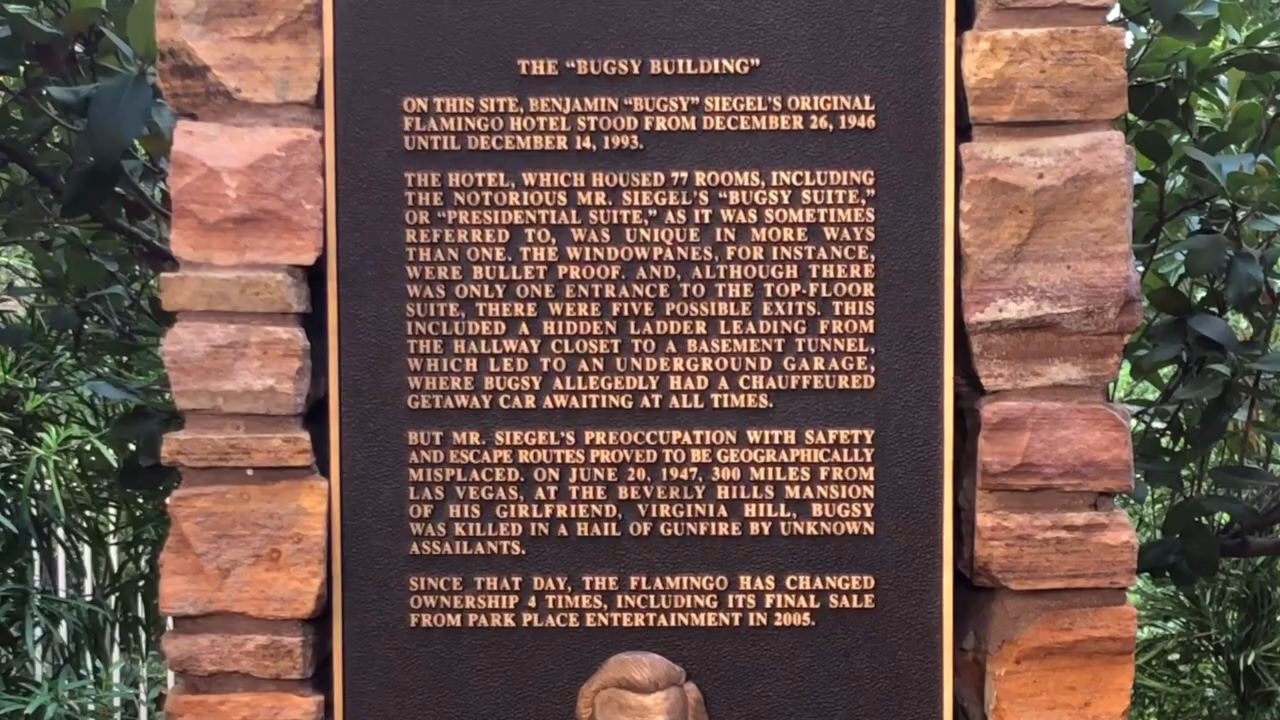 THE “BUGSY BUILDING”
ON THIS SITE, BENJAMIN “BUGSY” SIEGEL’S ORIGINAL
FLAMINGO HOTEL STOOD FROM DECEMBER 26, 1946
UNTIL DECEMBER 14, 1993.
THE HOTEL, WHICH HOUSED 77 ROOMS, INCLUDING
THE NOTORIOUS MR. SIEGEL’S “BUGSY SUITE,”
OR “PRESIDENTIAL SUITE,” AS IT WAS SOMETIMES
REFERRED TO, WAS UNIQUE IN MORE WAYS
THAN ONE. THE WINDOWPANES, FOR INSTANCE,
WERE BULLET PROOF. AND, ALTHOUGH THERE
WAS ONLY ONE ENTRANCE TO THE TOP-FLOOR
SUITE, THERE WERE FIVE POSSIBLE EXITS. THIS
INCLUDED A HIDDEN LADDER LEADING FROM
THE HALLWAY CLOSET TO A BASEMENT TUNNEL,
WHICH LED TO AN UNDERGROUND GARAGE,
WHERE BUGSY ALLEGEDLY HAD A CHAUFFEURED
GETAWAY CAR AWAITING AT ALL TIMES.
BUT MR. SIEGEL’S PREOCCUPATION WITH SAFETY
AND ESCAPE ROUTES PROVED TO BE GEOGRAPHICALLY
MISPLACED. ON JUNE 20, 1947, 300 MILES FROM
LAS VEGAS, AT THE BEVERLY HILLS MANSION
OF HIS GIRLFRIEND, VIRGINIA HILL, BUGSY
WAS KILLED IN A HAIL OF GUNFIRE BY UNKNOWN
ASSAILANTS.
SINCE THAT DAY, THE FLAMINGO HAS CHANGED
OWNERSHIP 4 TIMES, INCLUDING ITS FINAL SALE
FROM PARK PLACE ENTERTAINMENT IN 2005.